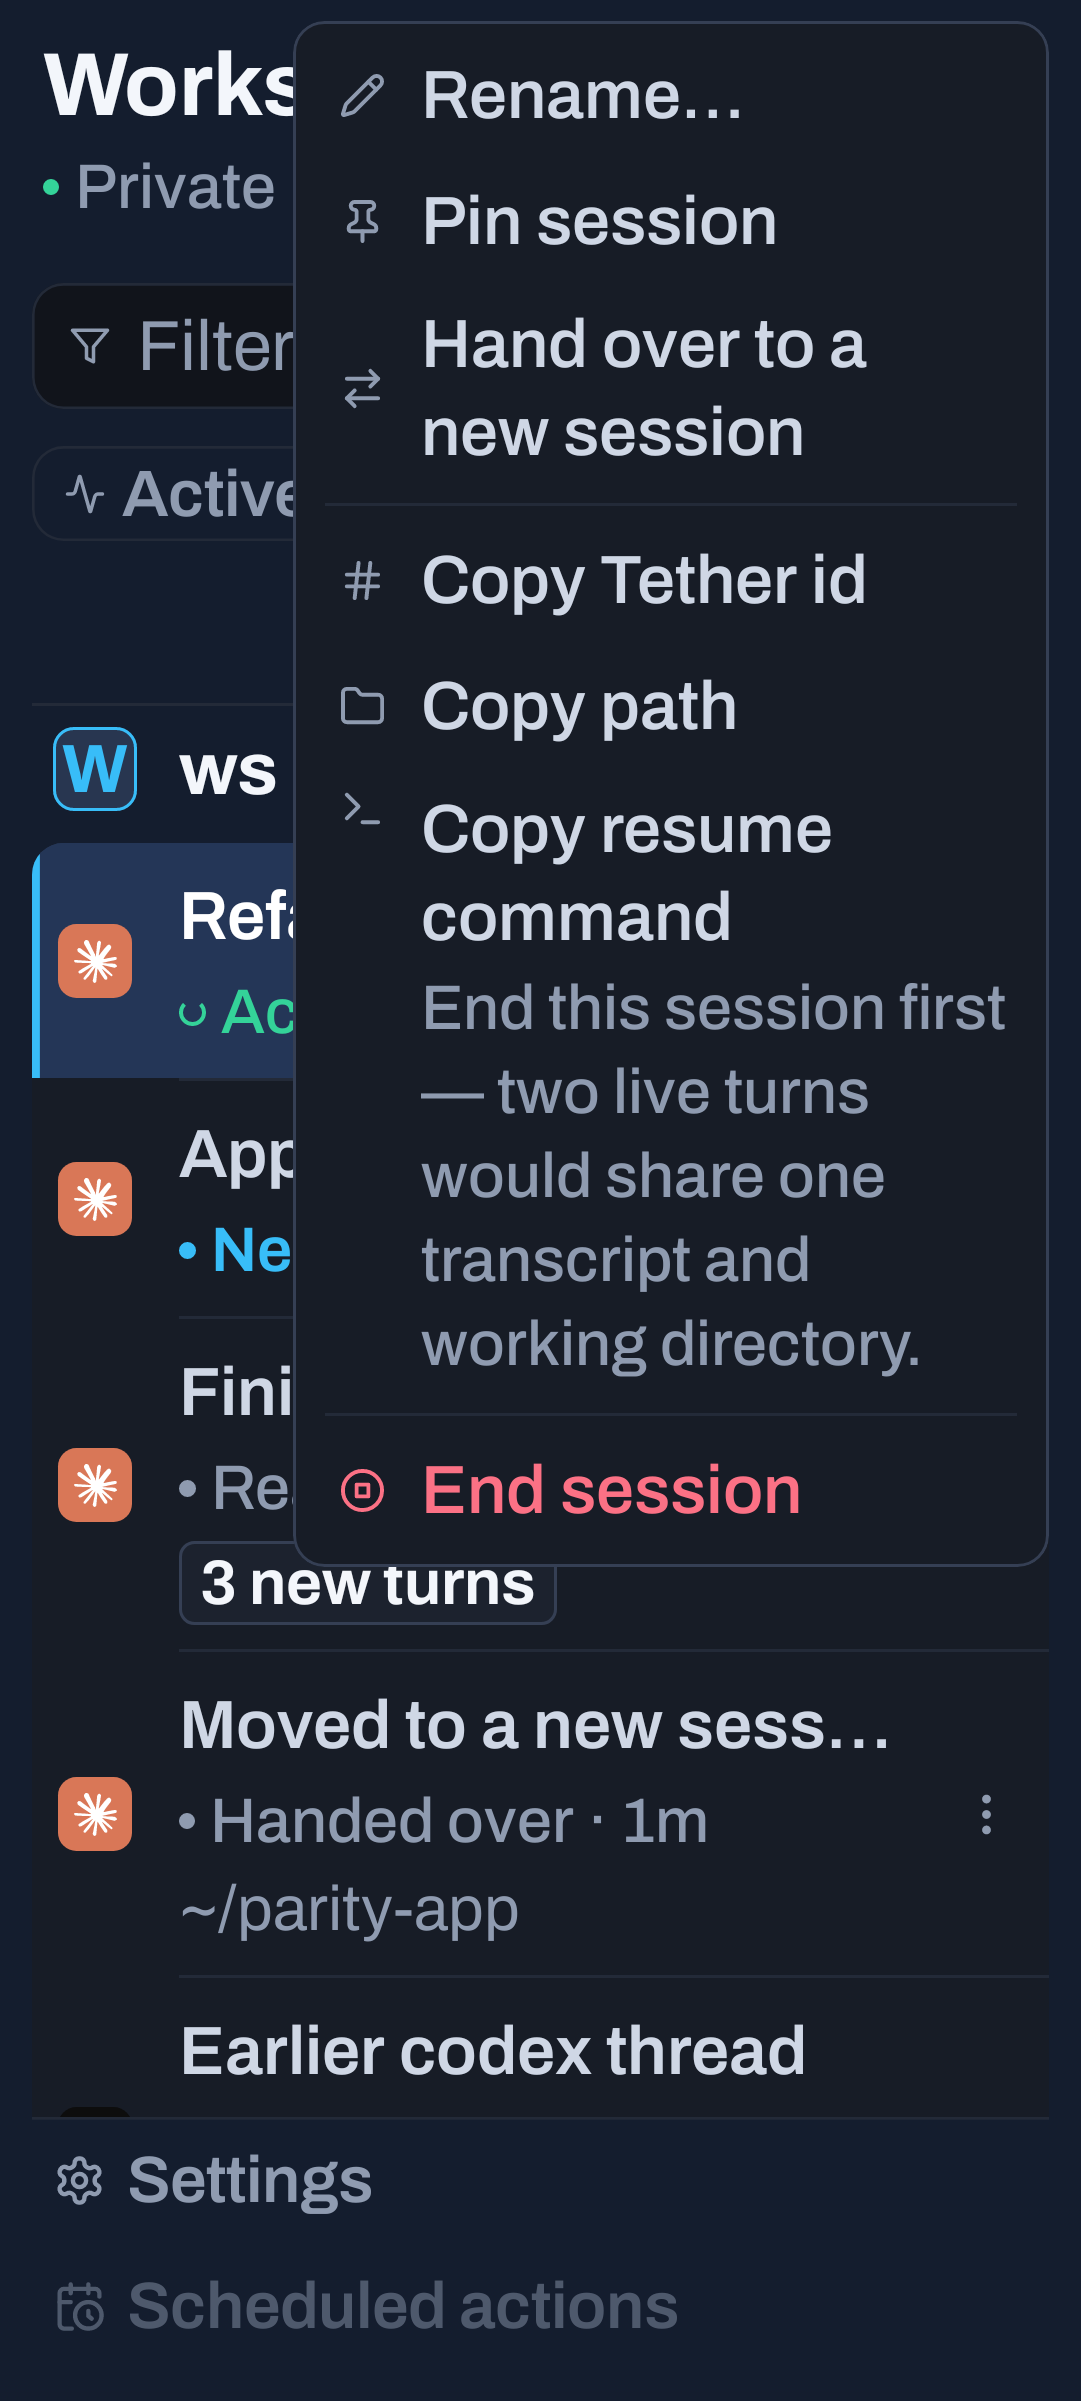 Works
Private
Filter
Active
W ws
Refa
Ac
App
Ne
Fini
Re
3 new turns
Moved to a new sess…
Handed over · 1m
~/parity-app
Earlier codex thread
Settings
Scheduled actions
Rename…
Pin session
Hand over to a
new session
Copy Tether id
Copy path
Copy resume
command
End this session first
— two live turns
would share one
transcript and
working directory.
End session